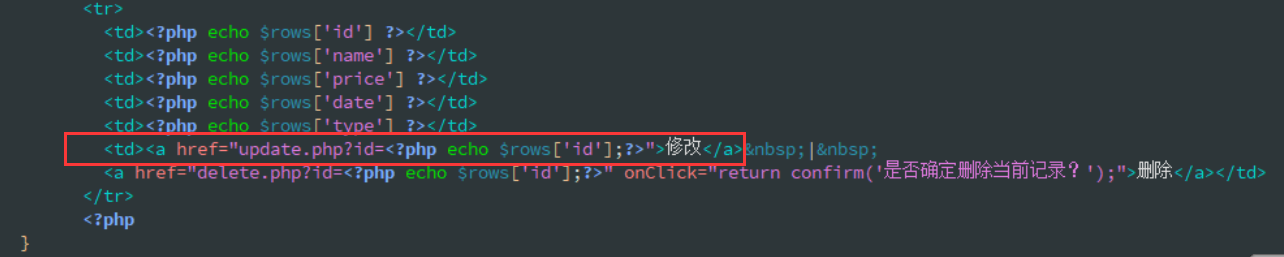 <tr>
<td><?php echo $rows['id'] ?></td>
<td><?php echo $rows['name'] ?></td>
<td><?php echo $rows['price'] ?></td>
<td><?php echo $rows['date'] ?></td>
<td><?php echo $rows['type'] ?></td>
<td><a href="update.php?id=<?php echo $rows['id'];?>">修改</a>&nbsp;|&nbsp;
<a href="delete.php?id=<?php echo $rows['id'];?>" onClick="return confirm('是否确定删除当前记录？');">删除</a></td>
</tr>
<?php
}